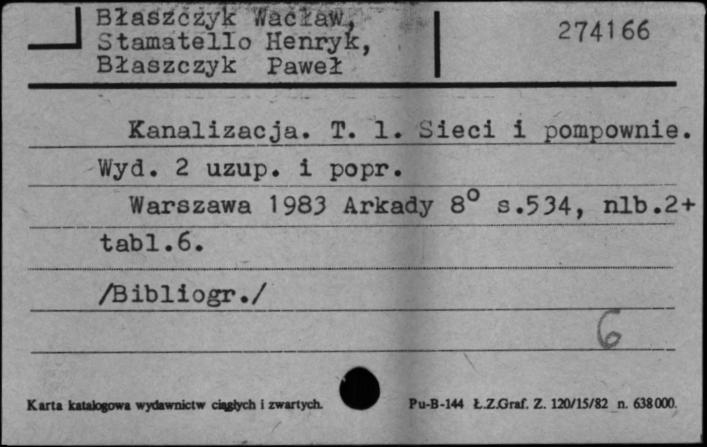 Błaszczyk Wacław,
Stamatello Henryk,
Błaszczyk Paweł
274166
Kanalizacja. T. 1. Sieci i pompownie.
Wyd. 2 uzup. i popr.
Warszawa 1983 Arkady 8° s.534, nlb.2+
tabl.6.
/Bibliogr./
6
Karta katalogowa wydawnictw ciągłych i zwartych.
Pu-B-144 Ł.Z.Graf. Z. 120/15/82 n. 638000.